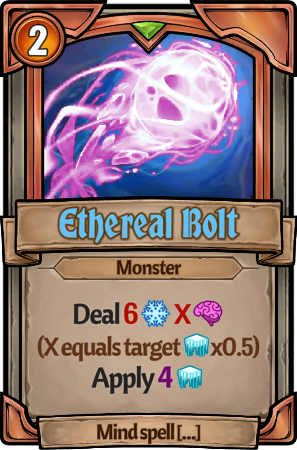 2
Ethereal Bolt
Monster
Deal 6 X
(X equals target x0.5)
Apply 4
Mind spell [...]